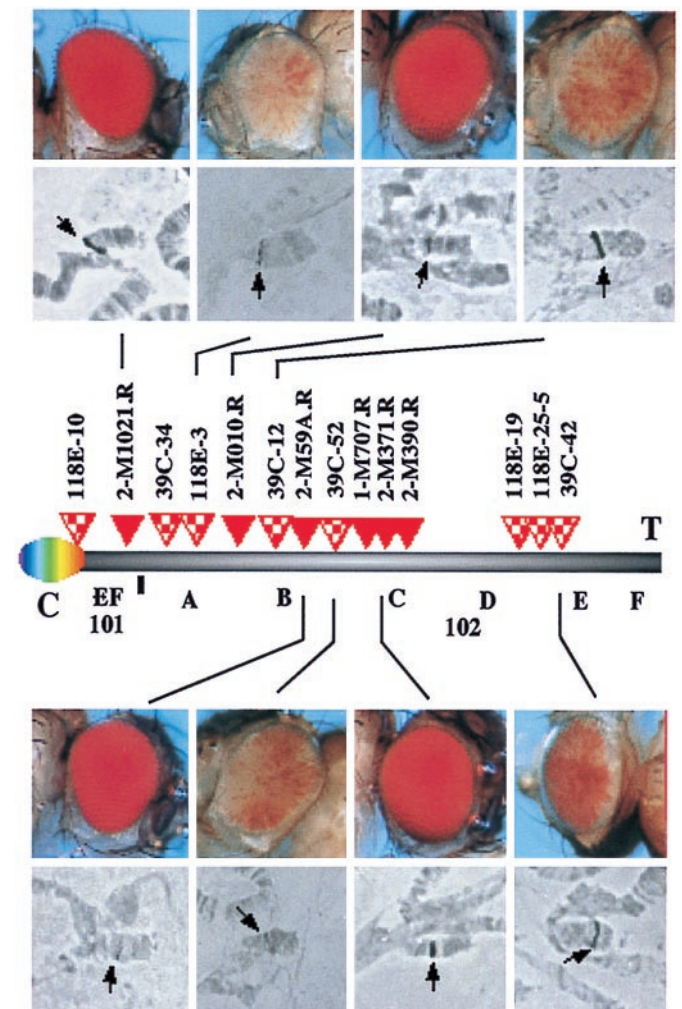 118E-10
2-M1021.R
39C-34
118E-3
2-M010.R
39C-12
2-M59A.R
39C-52
1-M707.R
2-M371.R
2-M390.R
118E-19
118E-25-5
39C-42
T
C EF A B C D E F
101 102